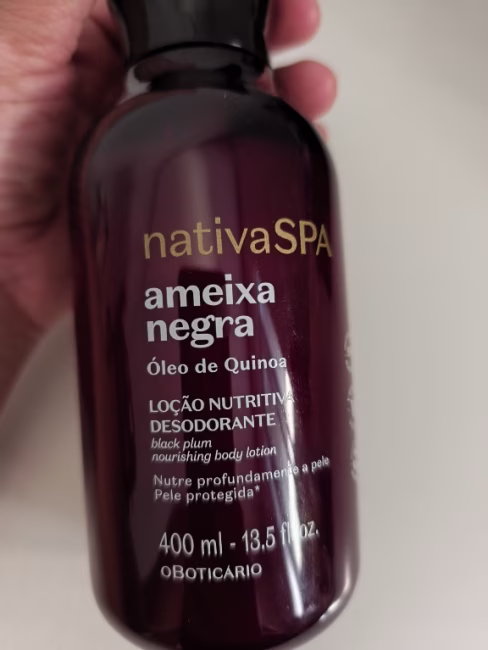 nativaSPA
ameixa
negra
Óleo de Quinoa
LOÇÃO NUTRITIVA
DESODORANTE
black plum
nourishing body lotion
Nutre profundamente a pele
Pele protegida*
400 ml - 13.5 fl oz.
oBOTICÁRIO